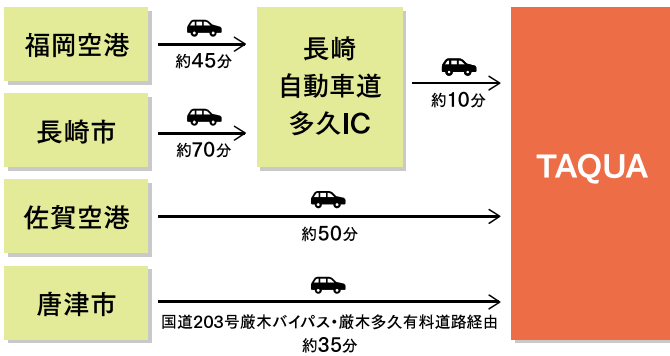 福岡空港
約45分
長崎
自動車道
多久IC
約10分
長崎市
約70分
TAQUA
佐賀空港
約50分
唐津市
国道203号厳木バイパス・厳木多久有料道路経由
約35分